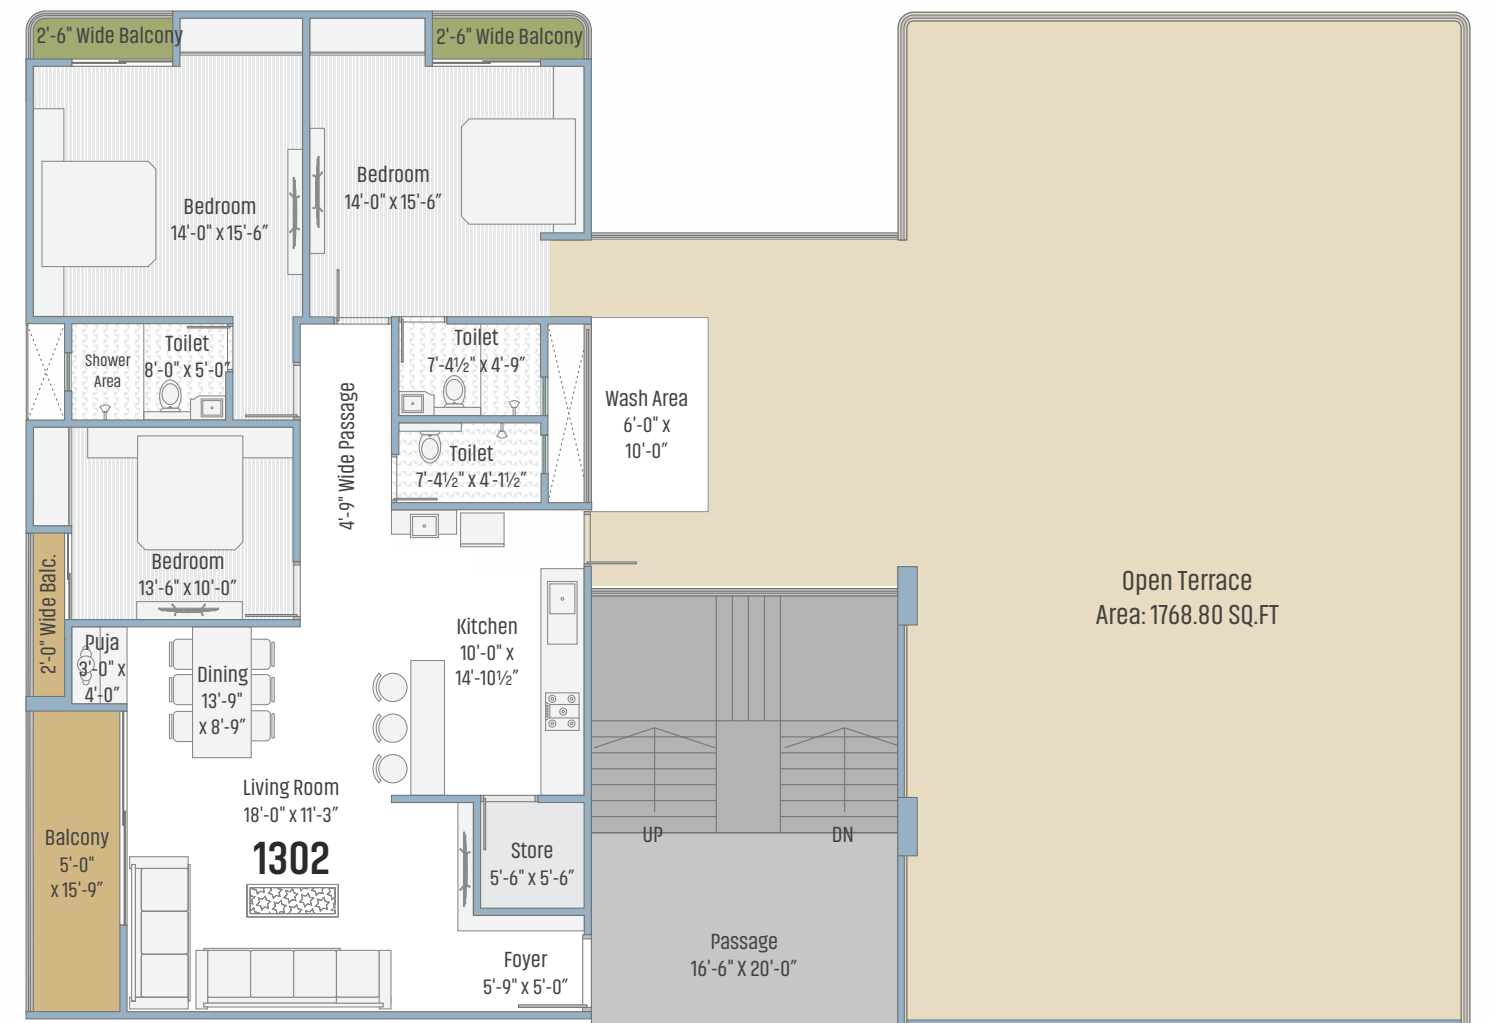 2'-6" Wide Balcony
2'-6" Wide Balcony
Bedroom
14'-0" x 15'-6"
Bedroom
14'-0" x 15'-6"
Shower
Area
Toilet
8'-0" x 5'-0"
Toilet
7'-4½" x 4'-9"
4'-9" Wide Passage
Toilet
7'-4½" x 4'-1½"
Wash Area
6'-0" x
10'-0"
Bedroom
13'-6" x 10'-0"
2'-0" Wide Balc.
Puja
3'-0" x
4'-0"
Dining
13'-9"
x 8'-9"
Kitchen
10'-0" x
14'-10½"
Open Terrace
Area: 1768.80 SQ.FT
Living Room
18'-0" x 11'-3"
1302
Balcony
5'-0"
x 15'-9"
Store
5'-6" x 5'-6"
UP
DN
Foyer
5'-9" x 5'-0"
Passage
16'-6" X 20'-0"